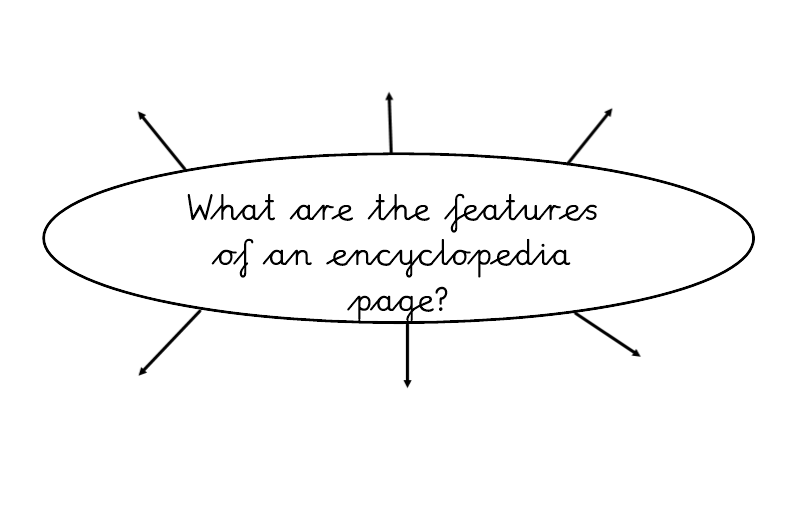 What are the features
of an encyclopedia
page?